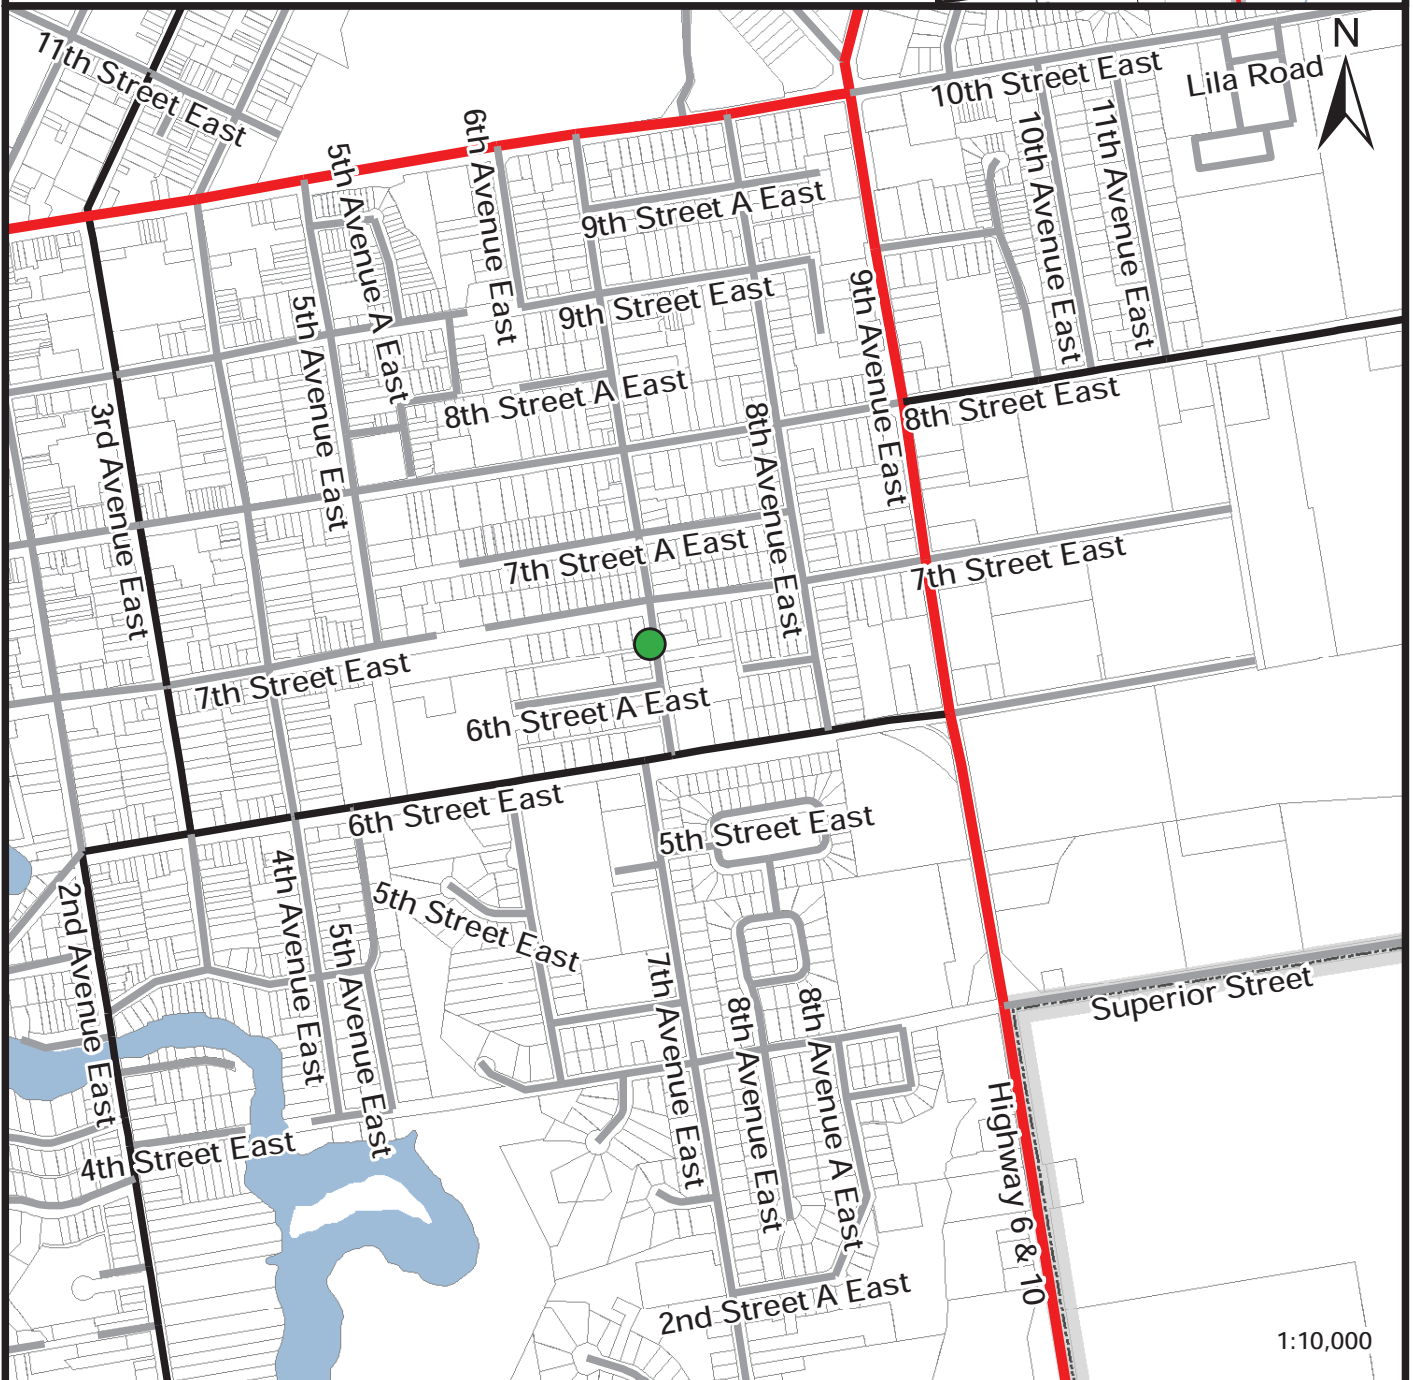 11th Street East
N
Lila Road
10th Street East
6th Avenue East
5th Avenue A East
10th Avenue East
11th Avenue East
9th Street A East
9th Street East
9th Avenue East
5th Avenue East
8th Street A East
8th Street East
3rd Avenue East
8th Avenue East
7th Street A East
7th Street East
7th Street East
6th Street A East
6th Street East
5th Street East
4th Avenue East
2nd Avenue East
5th Street East
5th Avenue East
7th Avenue East
8th Avenue East
8th Avenue A East
Superior Street
Highway 6 & 10
4th Street East
2nd Street A East
1:10,000